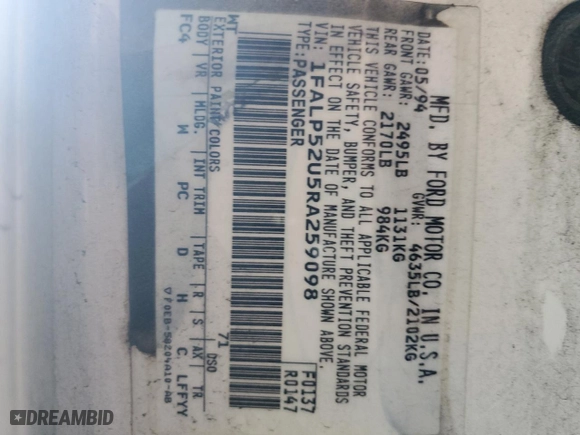 MFD. BY FORD MOTOR CO. IN U.S.A.
DATE: 05/94 GVWR: 4635LB/2102KG
FRONT GAWR: 2495LB 1131KG
REAR GAWR: 2170LB 984KG
THIS VEHICLE CONFORMS TO ALL APPLICABLE FEDERAL MOTOR
VEHICLE SAFETY, BUMPER, AND THEFT PREVENTION STANDARDS
IN EFFECT ON THE DATE OF MANUFACTURE SHOWN ABOVE.
VIN: 1FALP52U5RA259098 F0137
TYPE: PASSENGER R0147
WT 71
EXTERIOR PAINT COLORS DSO
BODY VR MLDG. INT TRIM TAPE R S AX TR
FC4 W PC D H C LFFYY
DREAMBID